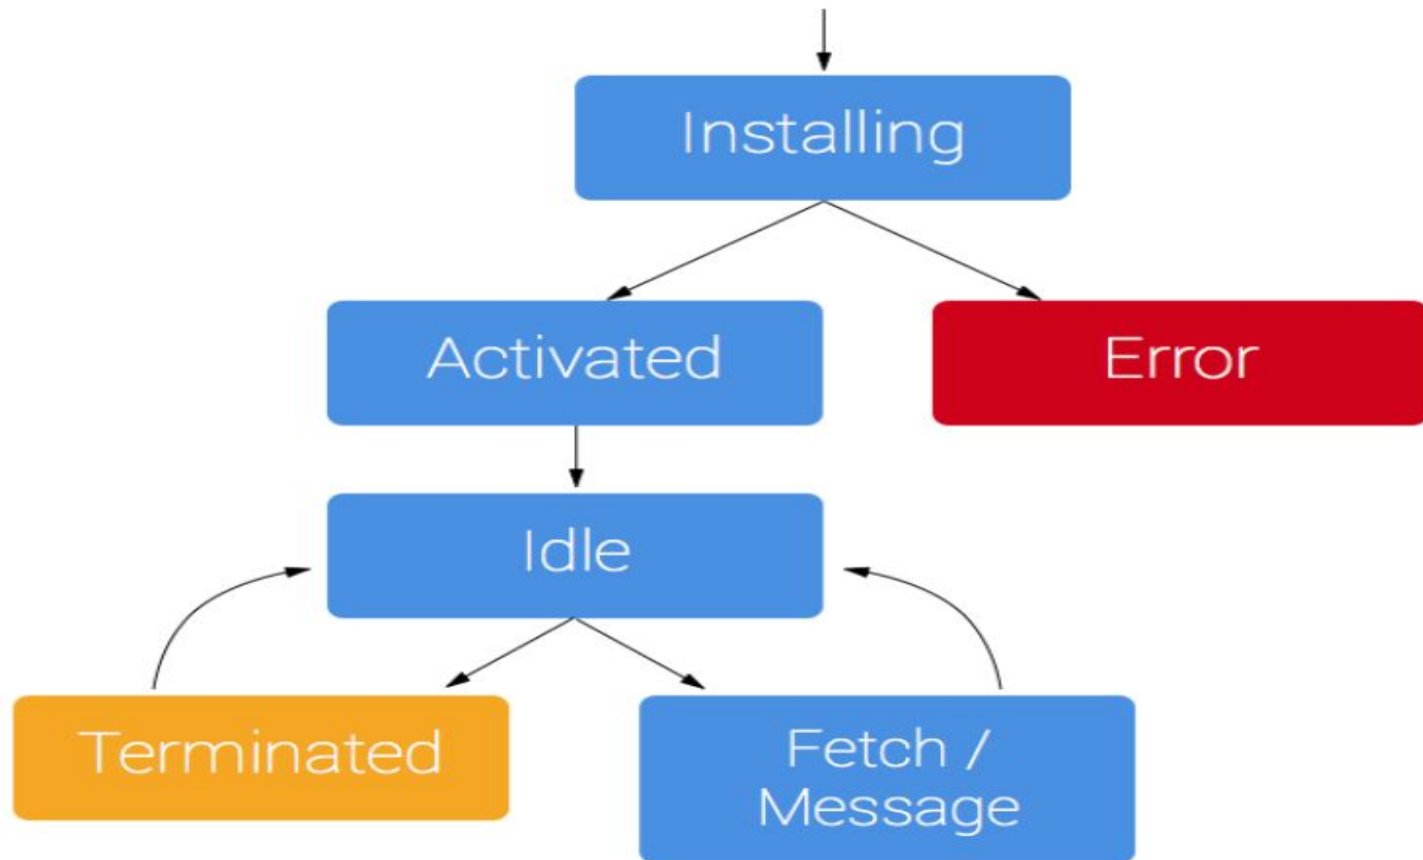 Installing
Activated
Error
Idle
Terminated
Fetch /
Message